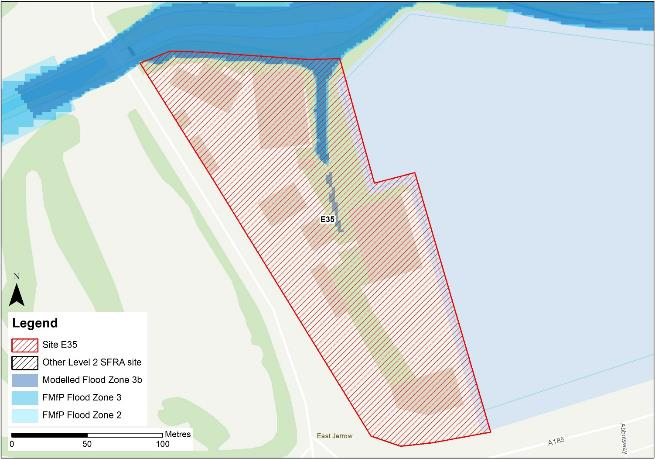 E35
N
Legend
Site E35
Other Level 2 SFRA site
Modelled Flood Zone 3b
FMfP Flood Zone 3
FMfP Flood Zone 2
Metres
0 50 100
East Jarrow
A185